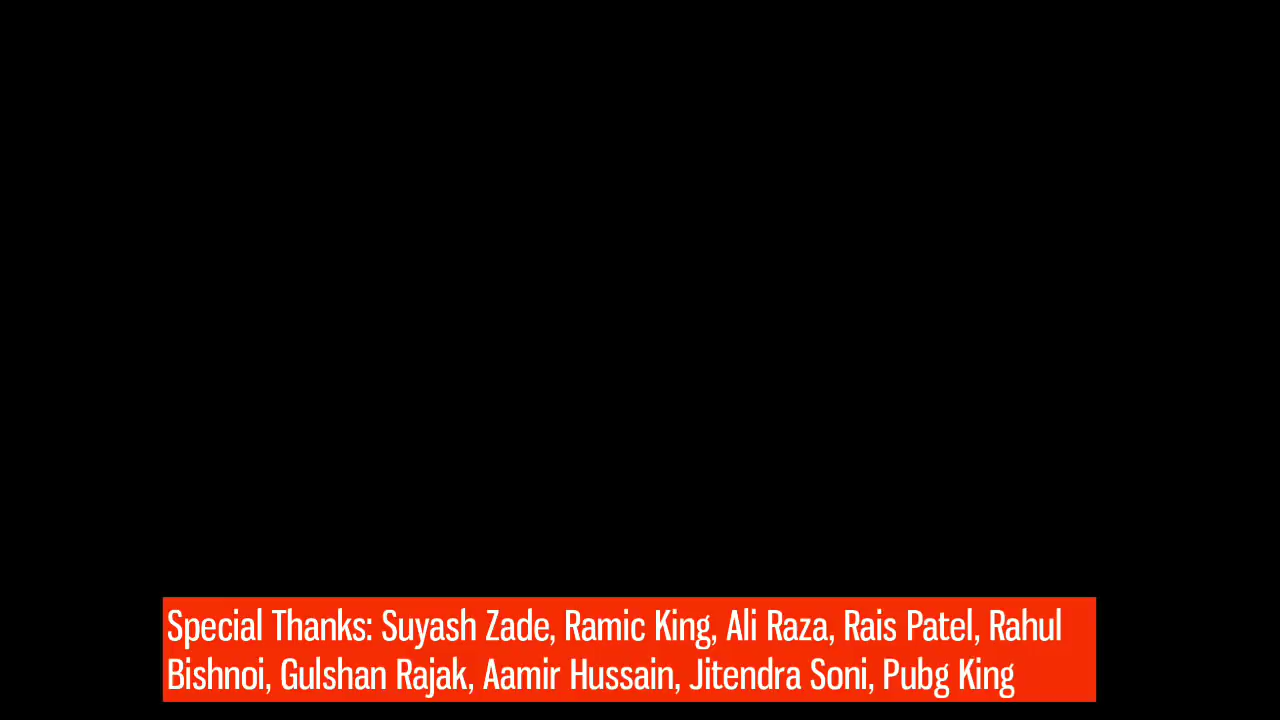 Special Thanks: Suyash Zade, Ramic King, Ali Raza, Rais Patel, Rahul
Bishnoi, Gulshan Rajak, Aamir Hussain, Jitendra Soni, Pubg King